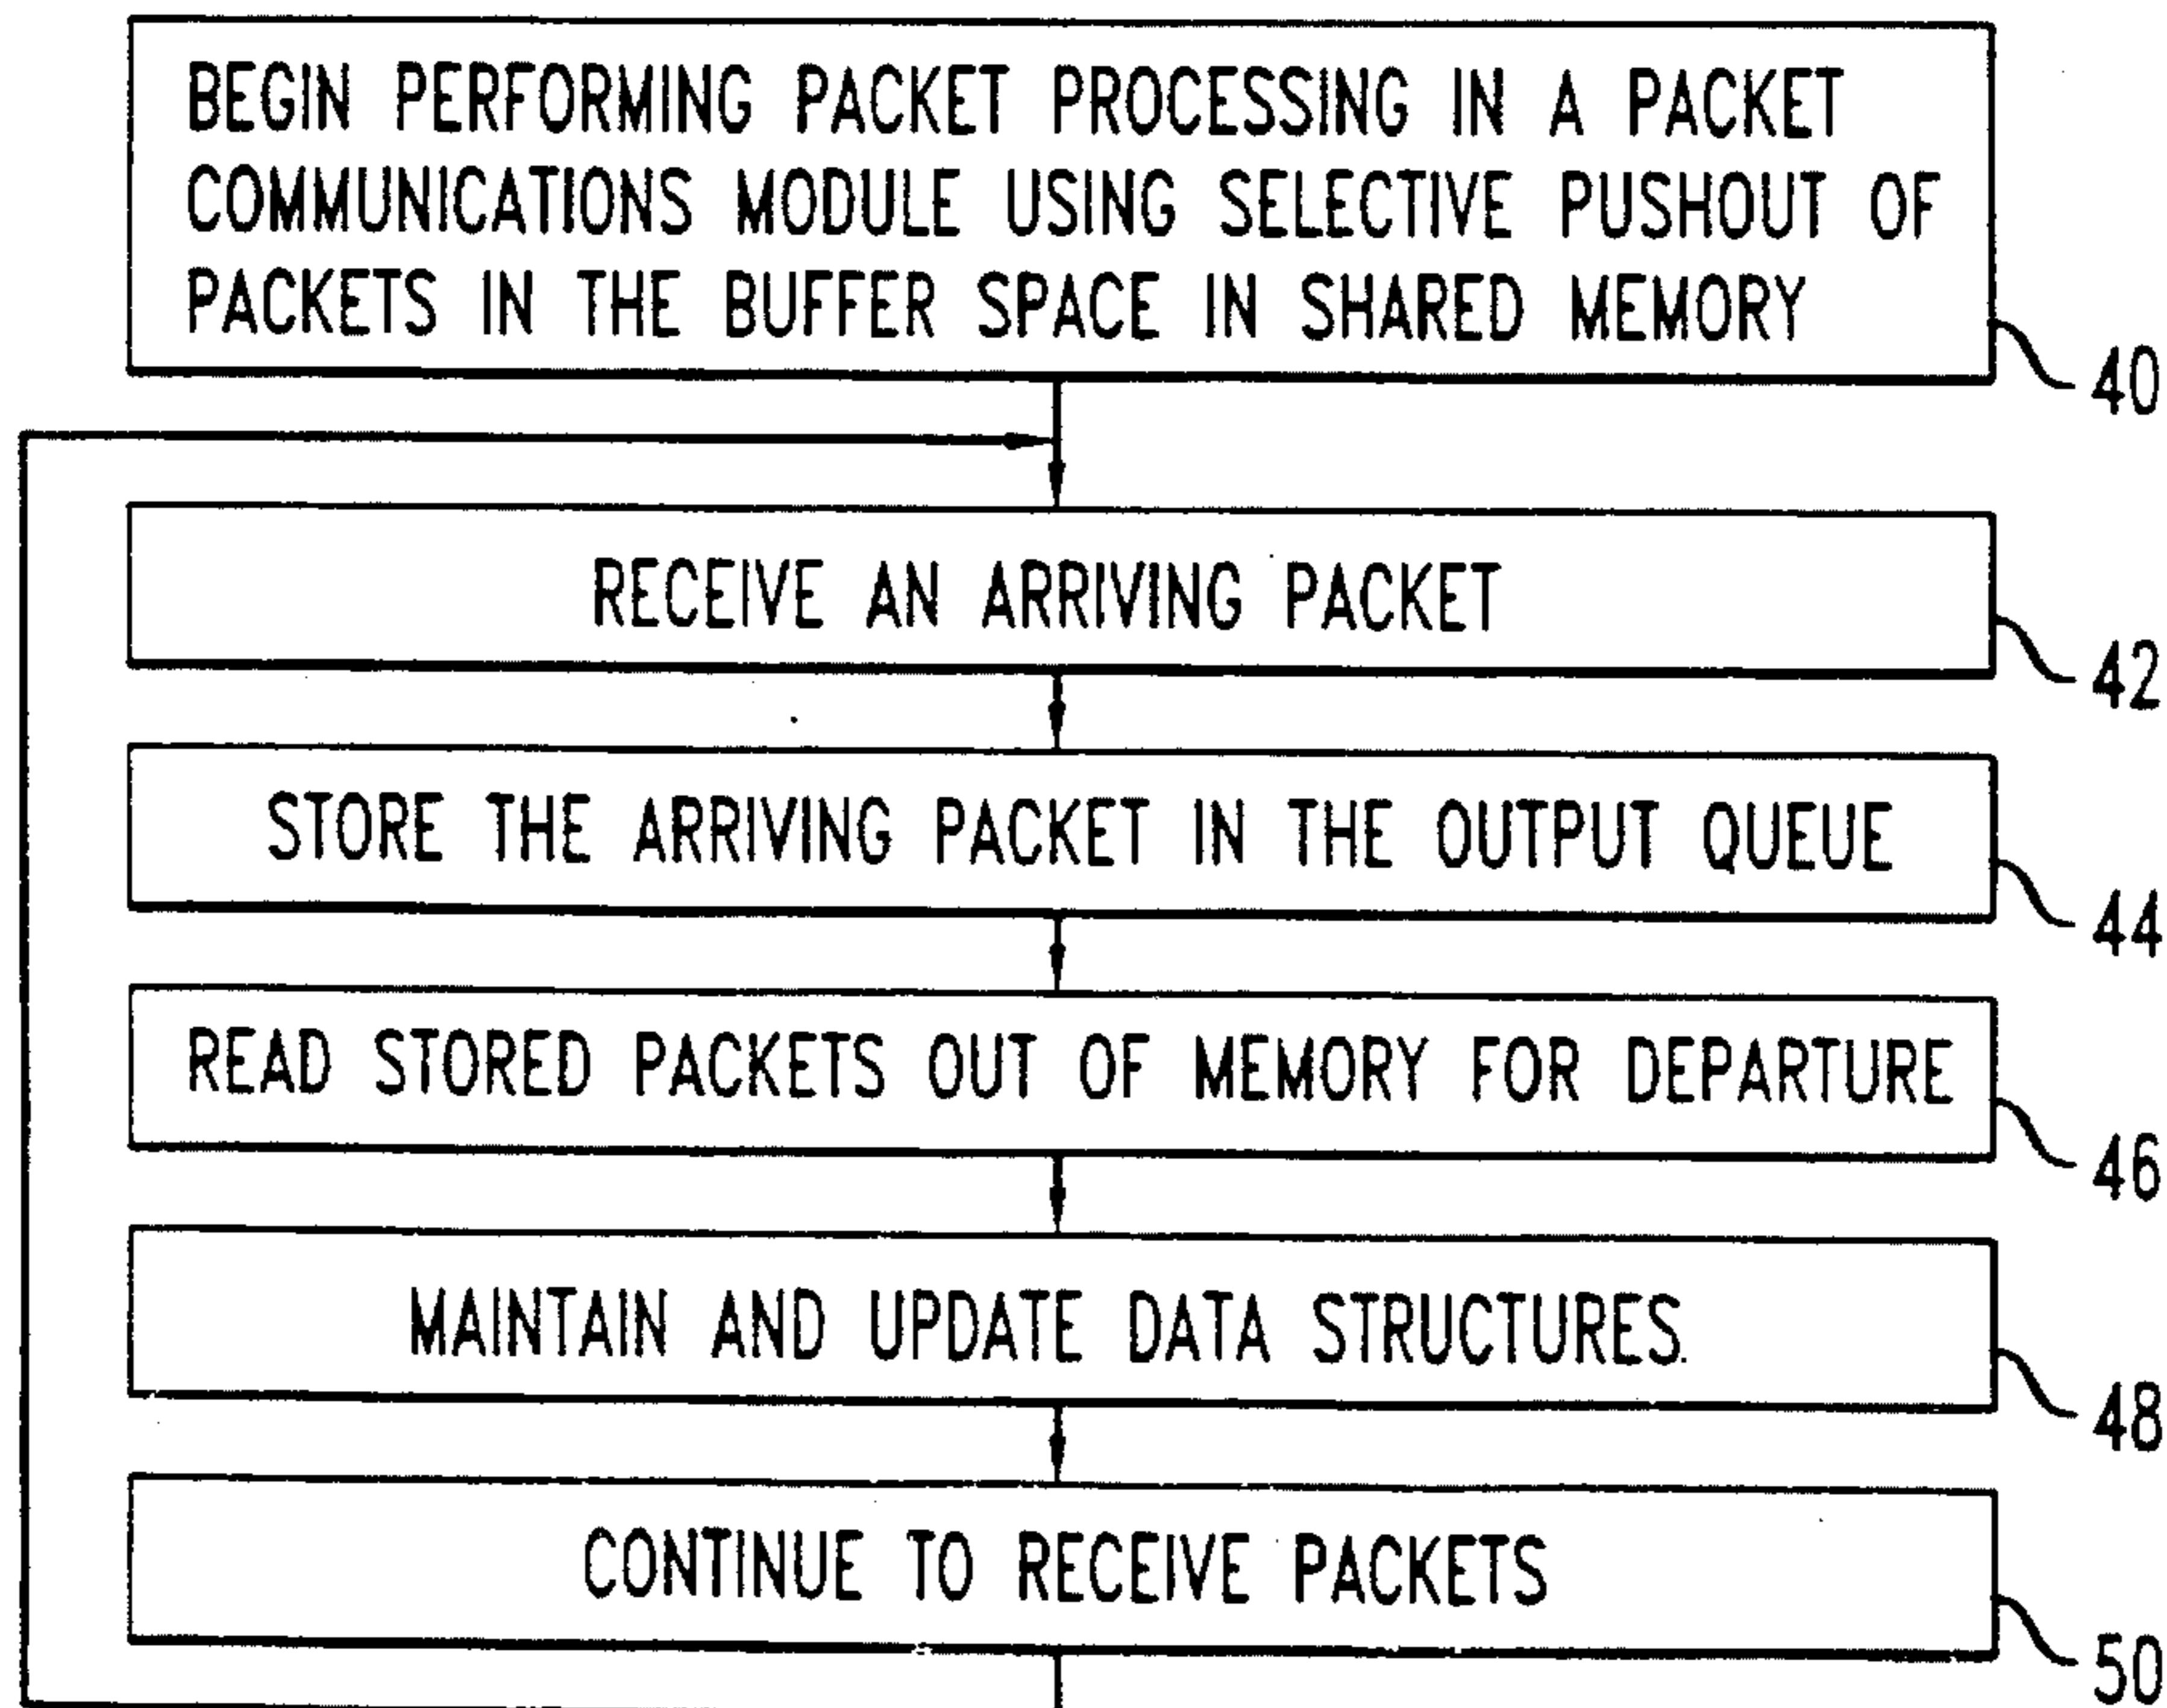 BEGIN PERFORMING PACKET PROCESSING IN A PACKET
COMMUNICATIONS MODULE USING SELECTIVE PUSHOUT OF
PACKETS IN THE BUFFER SPACE IN SHARED MEMORY
40
RECEIVE AN ARRIVING PACKET
42
STORE THE ARRIVING PACKET IN THE OUTPUT QUEUE
44
READ STORED PACKETS OUT OF MEMORY FOR DEPARTURE
46
MAINTAIN AND UPDATE DATA STRUCTURES.
48
CONTINUE TO RECEIVE PACKETS
50